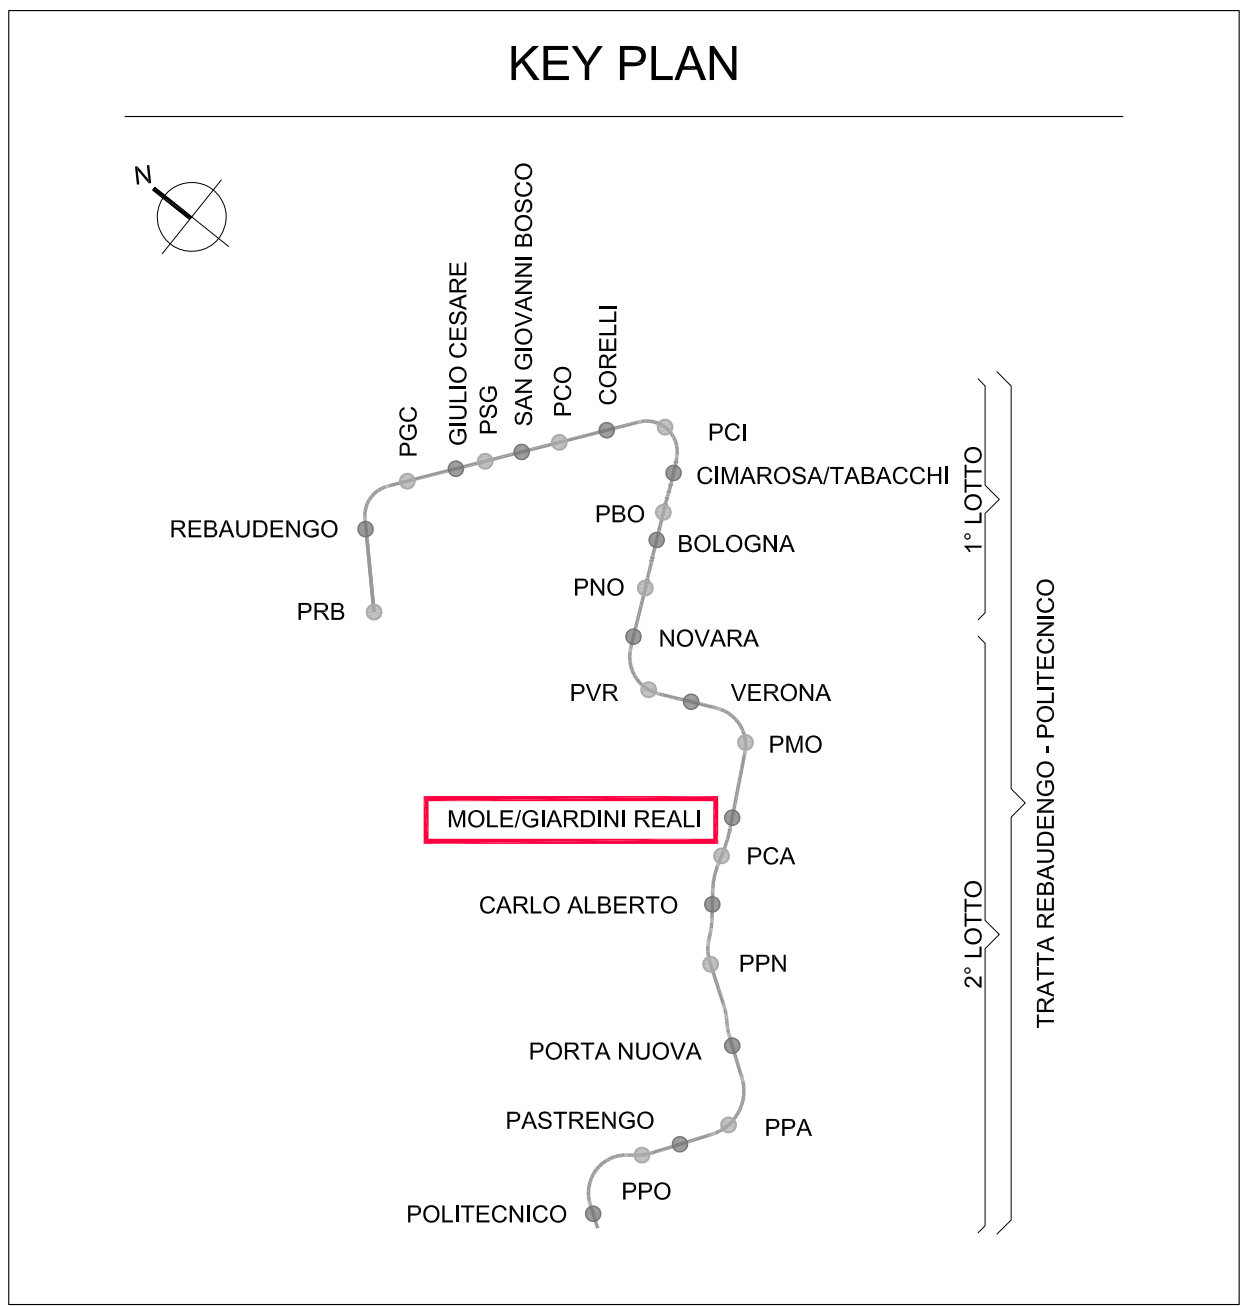 KEY PLAN
N
PGC
GIULIO CESARE
PSG
SAN GIOVANNI BOSCO
PCO
CORELLI
PCI
CIMAROSA/TABACCHI
PBO
BOLOGNA
REBAUDENGO
PNO
PRB
NOVARA
PVR
VERONA
PMO
MOLE/GIARDINI REALI
PCA
CARLO ALBERTO
PPN
PORTA NUOVA
PASTRENGO
PPA
PPO
POLITECNICO
1° LOTTO
2° LOTTO
TRATTA REBAUDENGO - POLITECNICO